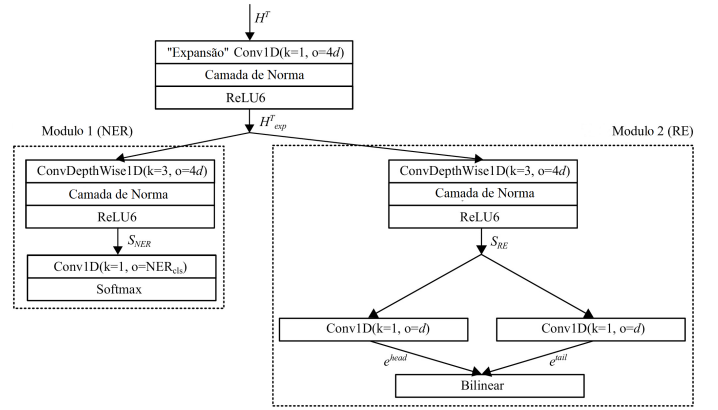 H^T
"Expansão" Conv1D(k=1, o=4d)
Camada de Norma
ReLU6
H^T_exp
Modulo 1 (NER)
Modulo 2 (RE)
ConvDepthWise1D(k=3, o=4d)
Camada de Norma
ReLU6
S_NER
Conv1D(k=1, o=NER_cls)
Softmax
ConvDepthWise1D(k=3, o=4d)
Camada de Norma
ReLU6
S_RE
Conv1D(k=1, o=d)
Conv1D(k=1, o=d)
e^head
e^tail
Bilinear